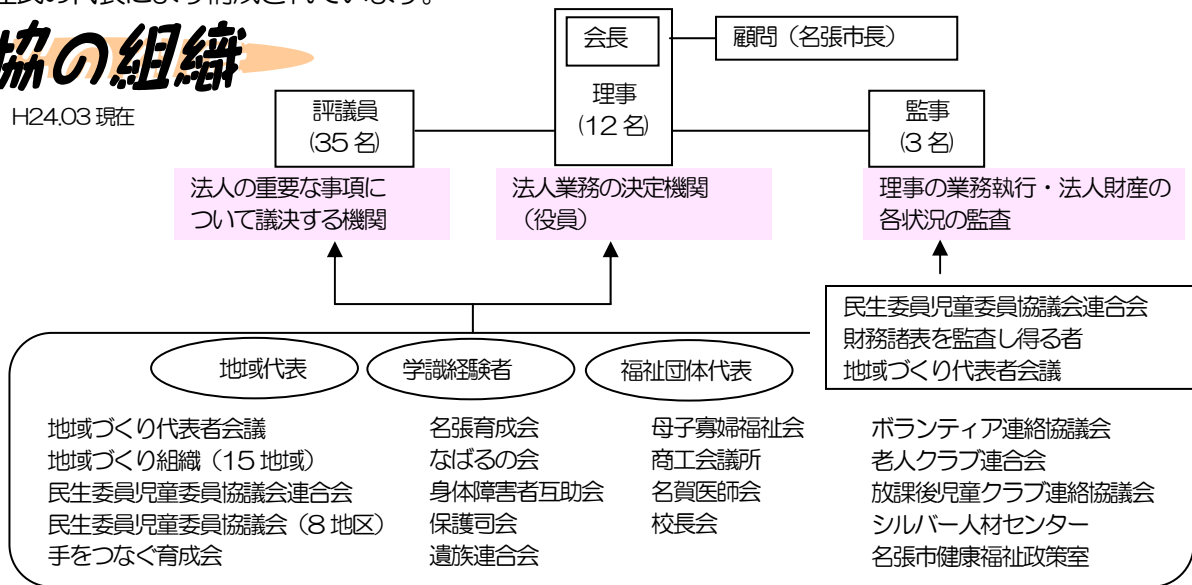 住民の代表により構成されています。
協の組織
H24.03 現在
会長
理事
(12 名)
顧問（名張市長）
評議員
(35 名)
監事
(3 名)
法人の重要な事項に
ついて議決する機関
法人業務の決定機関
（役員）
理事の業務執行・法人財産の
各状況の監査
民生委員児童委員協議会連合会
財務諸表を監査し得る者
地域づくり代表者会議
地域代表
学識経験者
福祉団体代表
地域づくり代表者会議
地域づくり組織（15 地域）
民生委員児童委員協議会連合会
民生委員児童委員協議会（8 地区）
手をつなぐ育成会
名張育成会
なばるの会
身体障害者互助会
保護司会
遺族連合会
母子寡婦福祉会
商工会議所
名賀医師会
校長会
ボランティア連絡協議会
老人クラブ連合会
放課後児童クラブ連絡協議会
シルバー人材センター
名張市健康福祉政策室